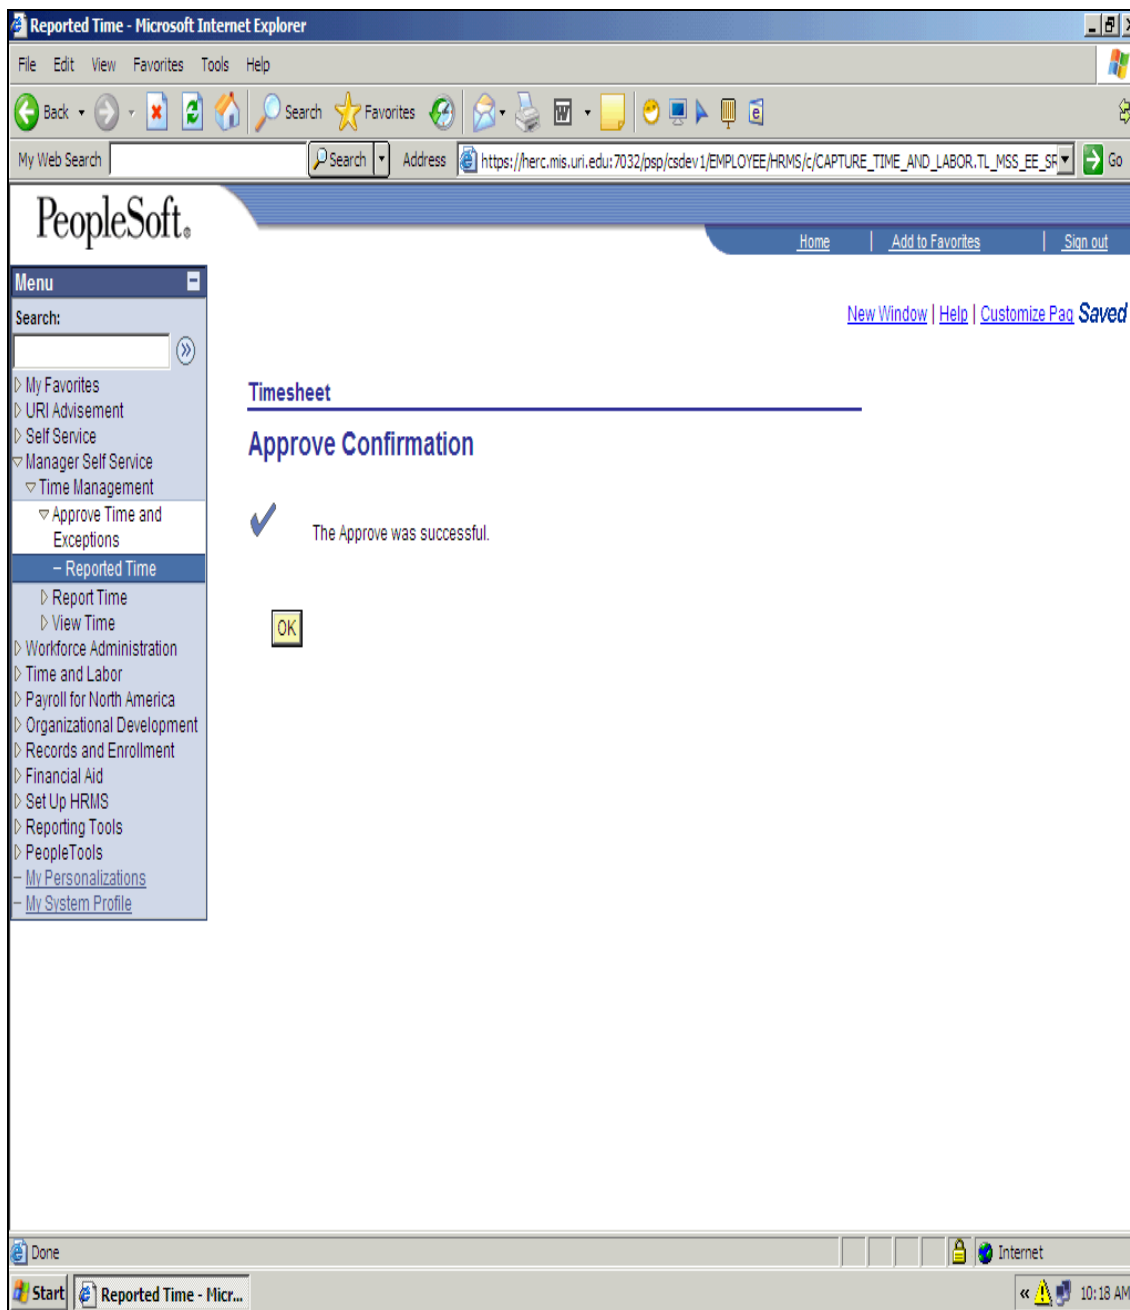 Reported Time - Microsoft Internet Explorer
File Edit View Favorites Tools Help
Back Search Favorites
My Web Search Search Address https://herc.mis.uri.edu:7032/psp/csdev1/EMPLOYEE/HRMS/c/CAPTURE_TIME_AND_LABOR.TL_MSS_EE_SR Go
PeopleSoft®
Home | Add to Favorites | Sign out
Menu
New Window | Help | Customize Pag Saved
Search:
My Favorites
URI Advisement
Self Service
Manager Self Service
Time Management
Approve Time and
Exceptions
Reported Time
Report Time
View Time
Workforce Administration
Time and Labor
Payroll for North America
Organizational Development
Records and Enrollment
Financial Aid
Set Up HRMS
Reporting Tools
PeopleTools
My Personalizations
My System Profile
Timesheet
Approve Confirmation
The Approve was successful.
OK
Done Internet
Start Reported Time - Micr... « 10:18 AM